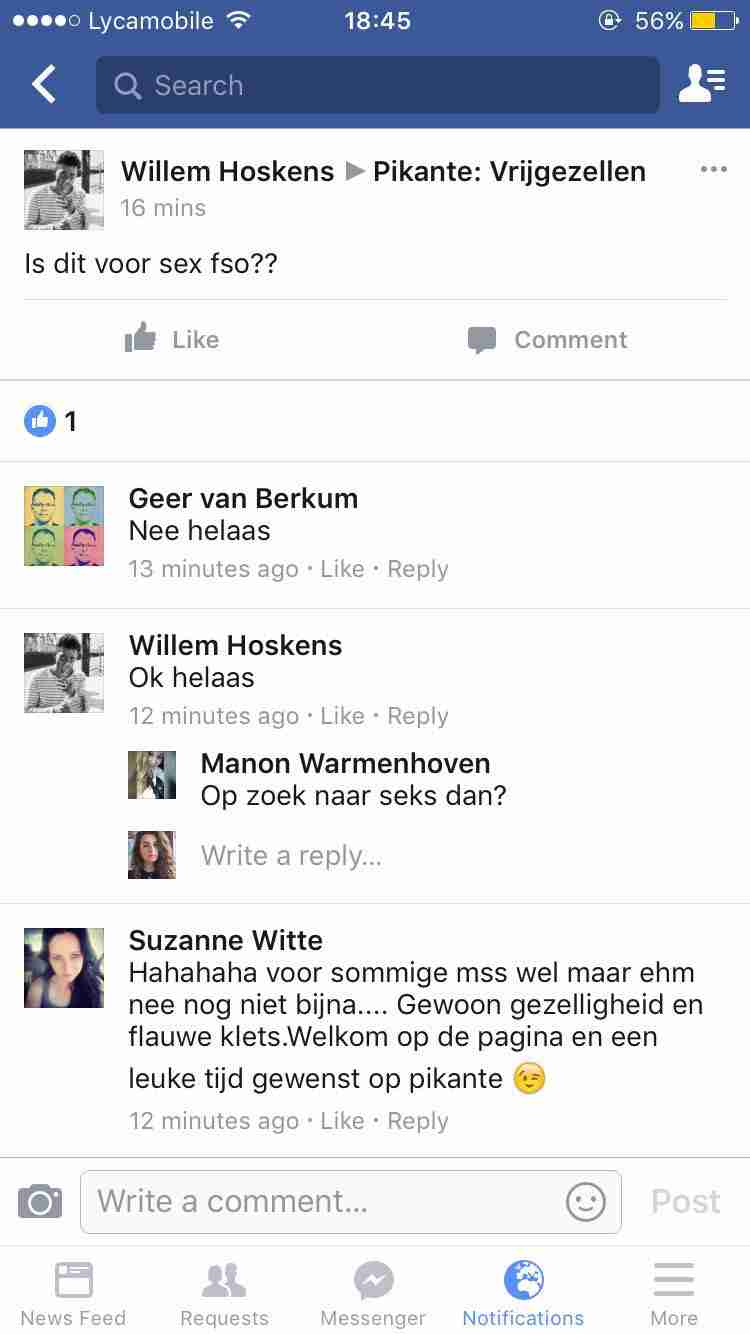 Lycamobile 18:45 56%
Search
Willem Hoskens ▶ Pikante: Vrijgezellen
16 mins
Is dit voor sex fso??
Like Comment
1
Geer van Berkum
Nee helaas
13 minutes ago · Like · Reply
Willem Hoskens
Ok helaas
12 minutes ago · Like · Reply
Manon Warmenhoven
Op zoek naar seks dan?
Write a reply...
Suzanne Witte
Hahahaha voor sommige mss wel maar ehm
nee nog niet bijna.... Gewoon gezelligheid en
flauwe klets.Welkom op de pagina en een
leuke tijd gewenst op pikante 😉
12 minutes ago · Like · Reply
Write a comment... Post
News Feed Requests Messenger Notifications More